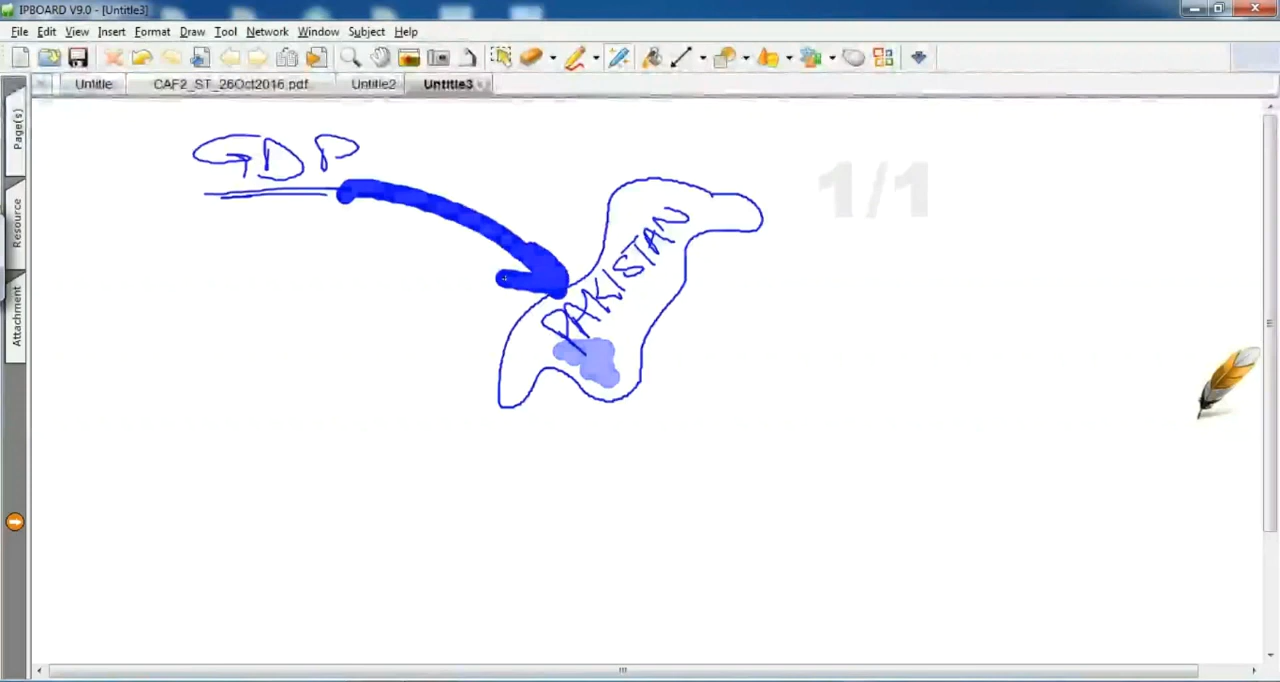 IPBOARD V9.0 - [Untitled3]
File Edit View Insert Format Draw Tool Network Window Subject Help
Untitle CAF2_ST_26Oct2016.pdf Untitle2 Untitle3
Page(s)
Resource
Attachment
GDP
PAKISTAN
1/1